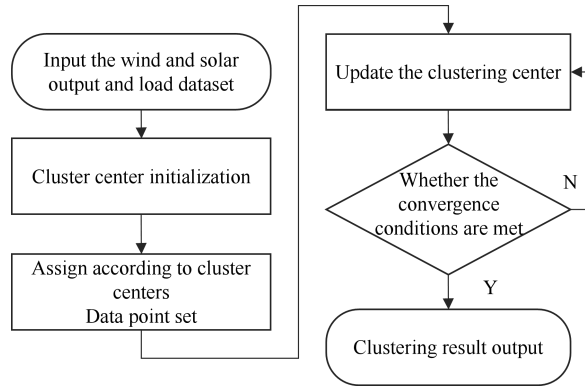 Input the wind and solar
output and load dataset
Cluster center initialization
Assign according to cluster
centers
Data point set
Update the clustering center
Whether the
convergence
conditions are met
N
Y
Clustering result output